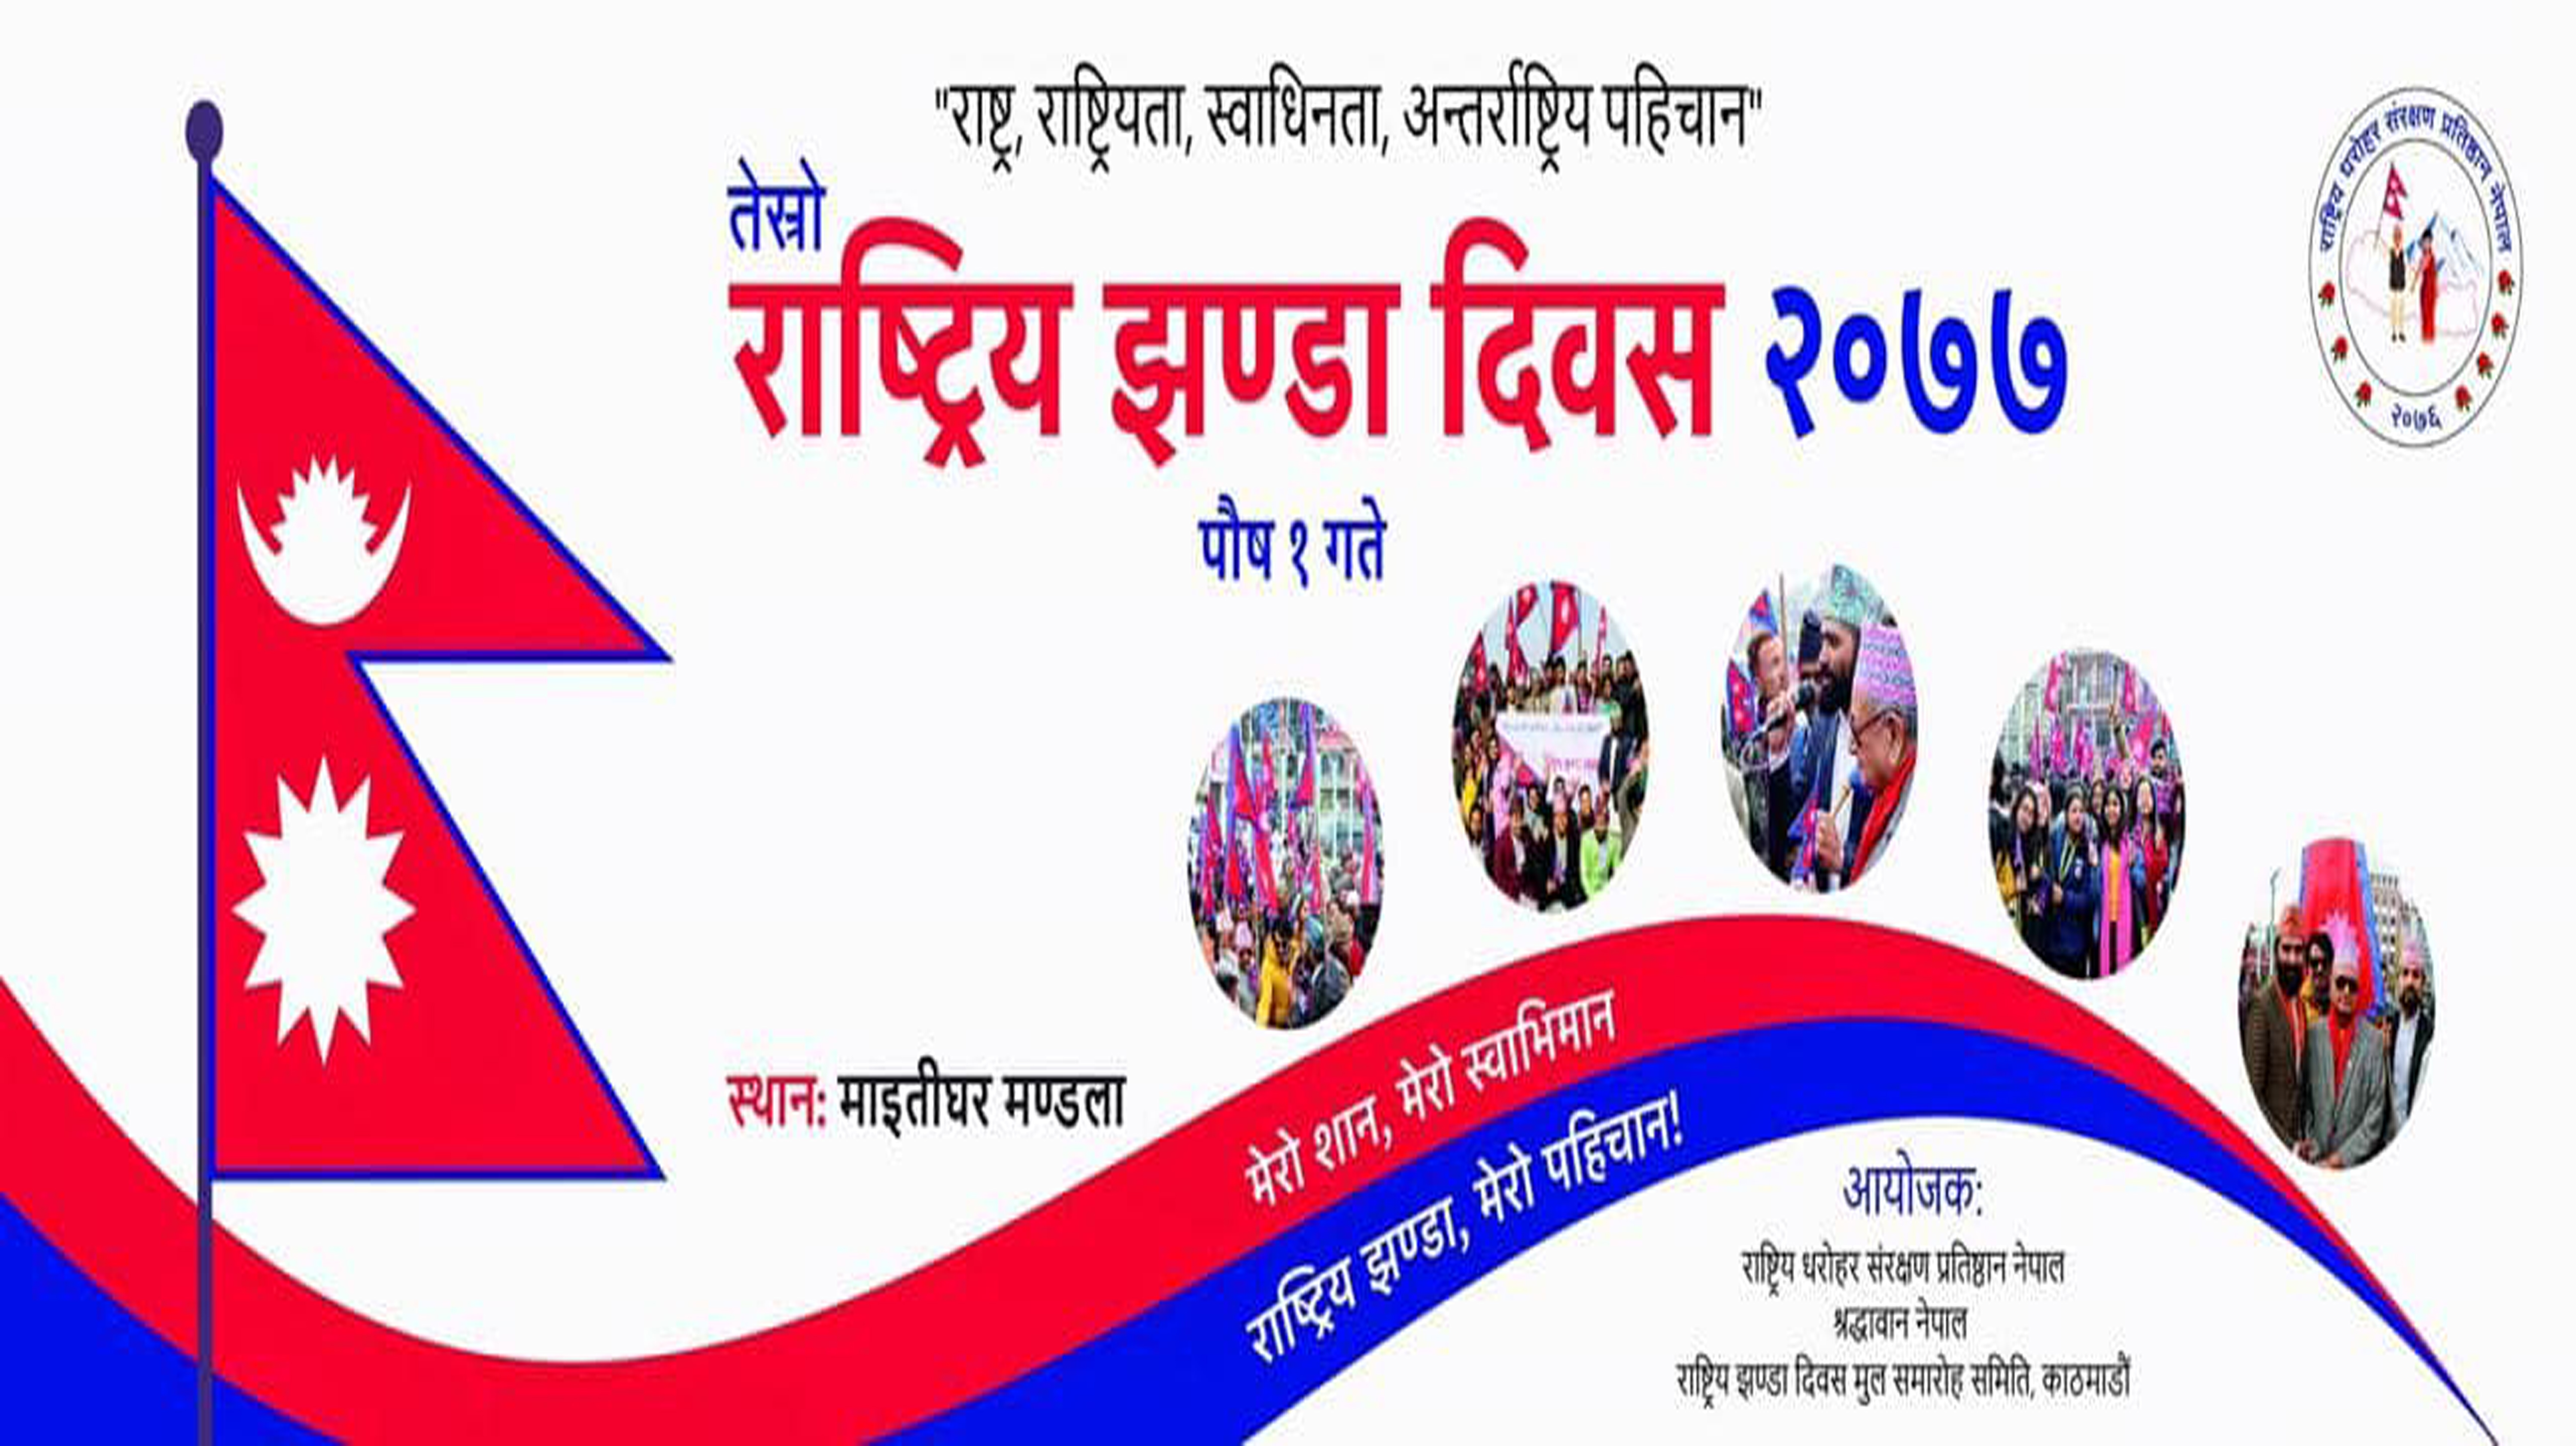 "राष्ट्र, राष्ट्रियता, स्वाधिनता, अन्तर्राष्ट्रिय पहिचान"
तेस्रो
राष्ट्रिय झण्डा दिवस २०७७
पौष १ गते
राष्ट्रिय धरोहर संरक्षण प्रतिष्ठान नेपाल
२०७६
स्थान: माइतीघर मण्डला
मेरो शान, मेरो स्वाभिमान
राष्ट्रिय झण्डा, मेरो पहिचान!
आयोजक:
राष्ट्रिय धरोहर संरक्षण प्रतिष्ठान नेपाल
श्रद्धावान नेपाल
राष्ट्रिय झण्डा दिवस मुल समारोह समिति, काठमाडौं